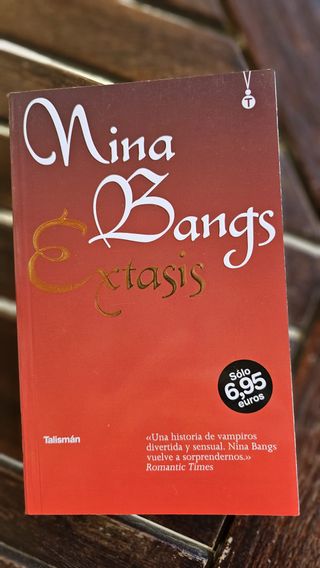 T
Nina
Bangs
Éxtasis
Sólo
6,95
euros
Talismán
«Una historia de vampiros
divertida y sensual. Nina Bangs
vuelve a sorprendernos.»
Romantic Times